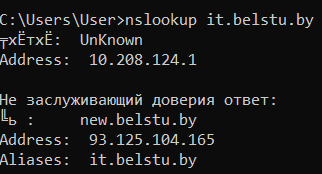 C:\Users\User>nslookup it.belstu.by
╤хЁтхЁ:  UnKnown
Address:  10.208.124.1
Не заслуживающий доверия ответ:
╚ь :     new.belstu.by
Address:  93.125.104.165
Aliases:  it.belstu.by